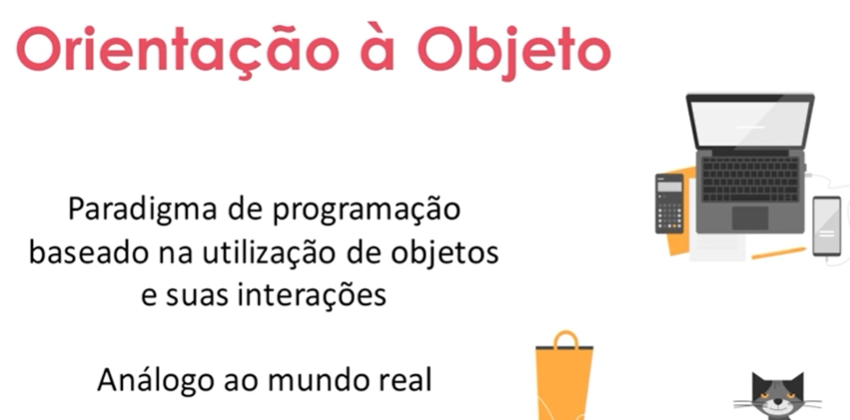 Orientação à Objeto
Paradigma de programação
baseado na utilização de objetos
e suas interações
Análogo ao mundo real